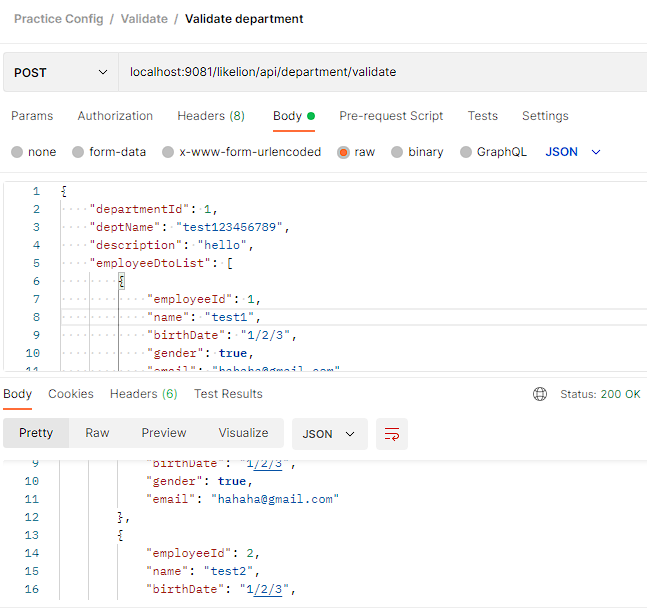 Practice Config / Validate / Validate department
POST localhost:9081/likelion/api/department/validate
Params Authorization Headers (8) Body Pre-request Script Tests Settings
none form-data x-www-form-urlencoded raw binary GraphQL JSON
1 {
2 "departmentId": 1,
3 "deptName": "test123456789",
4 "description": "hello",
5 "employeeDtoList": [
6 {
7 "employeeId": 1,
8 "name": "test1",
9 "birthDate": "1/2/3",
10 "gender": true,
11 "email": "hahaha@gmail.com"
Body Cookies Headers (6) Test Results Status: 200 OK
Pretty Raw Preview Visualize JSON
9 "birthDate": "1/2/3",
10 "gender": true,
11 "email": "hahaha@gmail.com"
12 },
13 {
14 "employeeId": 2,
15 "name": "test2",
16 "birthDate": "1/2/3",